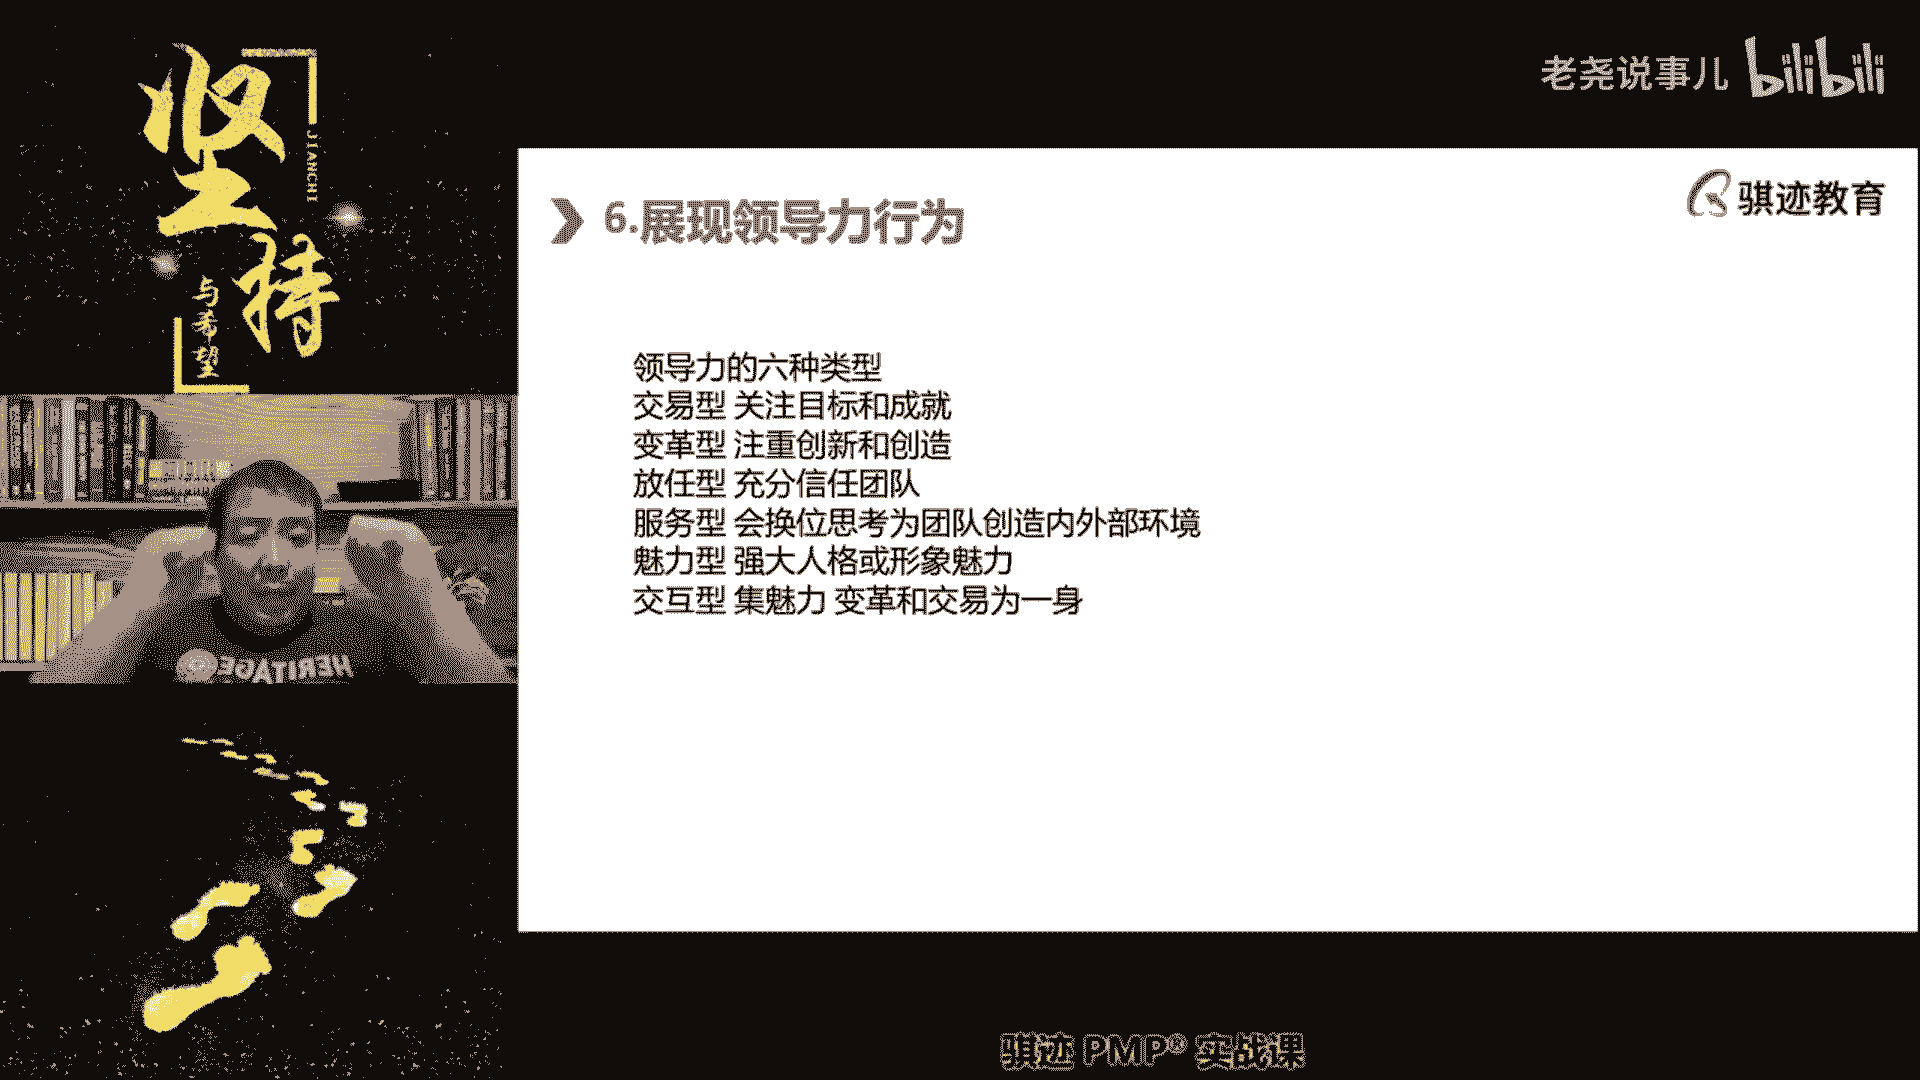 坚持
JIANCHI
与希望
老尧说事儿 bilibili
骐迹教育
6.展现领导力行为
领导力的六种类型
交易型 关注目标和成就
变革型 注重创新和创造
放任型 充分信任团队
服务型 会换位思考为团队创造内外部环境
魅力型 强大人格或形象魅力
交互型 集魅力 变革和交易为一身
HERITAGE
骐迹 PMP® 实战课